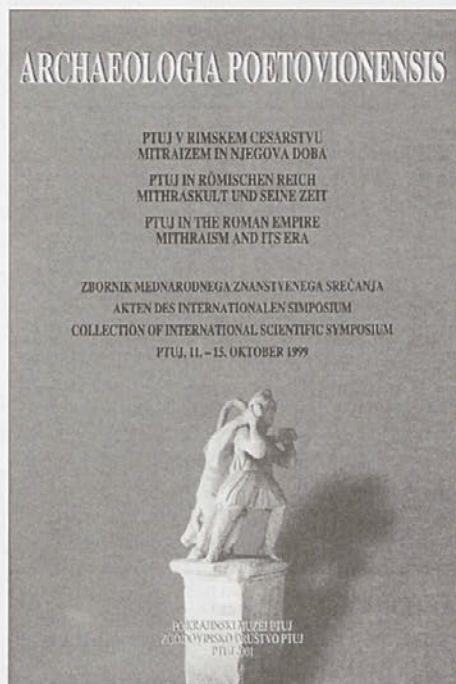 ARCHAEOLOGIA POETOVIONENSIS
PTUJ V RIMSKEM CESARSTVU
MITRAIZEM IN NJEGOVA DOBA
PTUJ IN RÖMISCHEN REICH
MITHRASKULT UND SEINE ZEIT
PTUJ IN THE ROMAN EMPIRE
MITHRAISM AND ITS ERA
ZBORNIK MEDNARODNEGA ZNANSTVENEGA SREČANJA
AKTEN DES INTERNATIONALEN SIMPOSIUM
COLLECTION OF INTERNATIONAL SCIENTIFIC SYMPOSIUM
PTUJ, 11. – 15. OKTOBER 1999
POKRAJINSKI MUZEJ PTUJ
ZGODOVINSKO DRUŠTVO PTUJ
PTUJ 2001